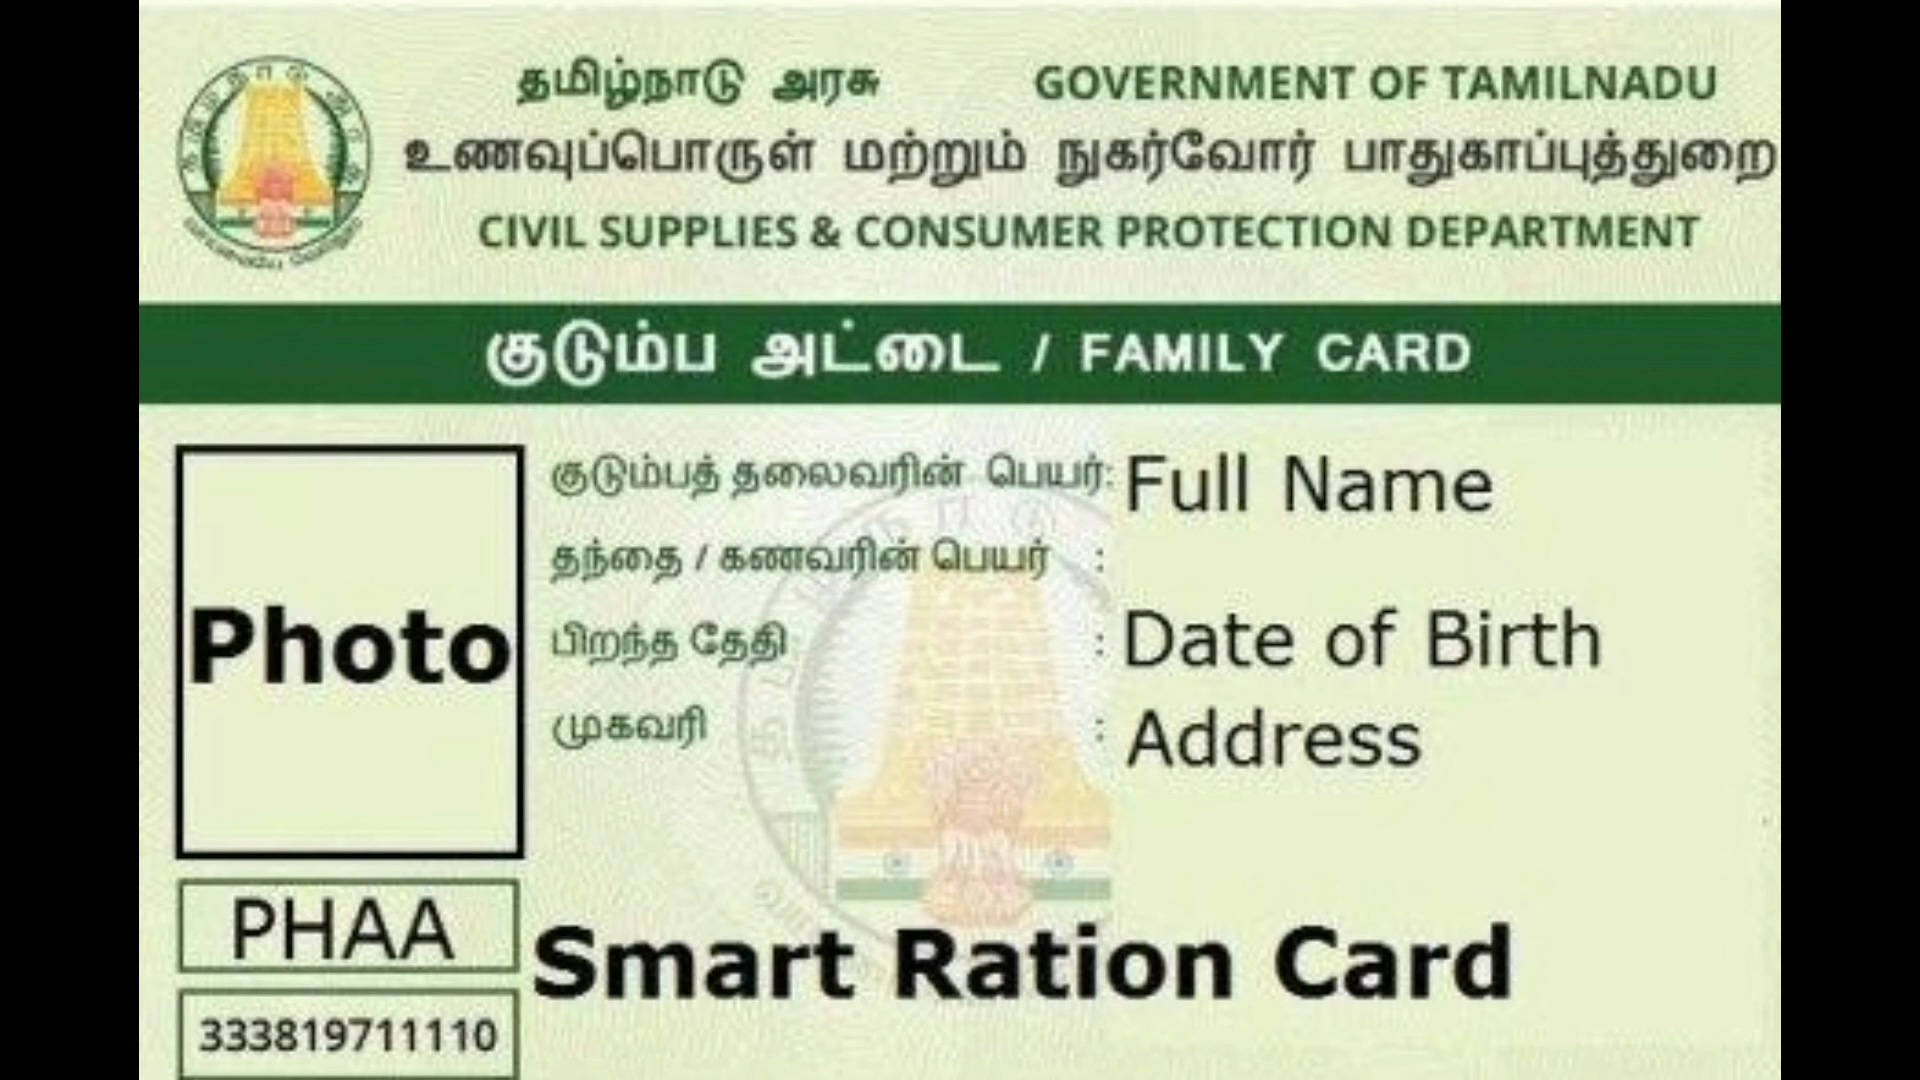 தமிழ்நாடு அரசு GOVERNMENT OF TAMILNADU
உணவுப்பொருள் மற்றும் நுகர்வோர் பாதுகாப்புத்துறை
CIVIL SUPPLIES & CONSUMER PROTECTION DEPARTMENT
குடும்ப அட்டை / FAMILY CARD
குடும்பத் தலைவரின் பெயர்: Full Name
தந்தை / கணவரின் பெயர் :
Photo
பிறந்த தேதி : Date of Birth
முகவரி : Address
PHAA
Smart Ration Card
333819711110